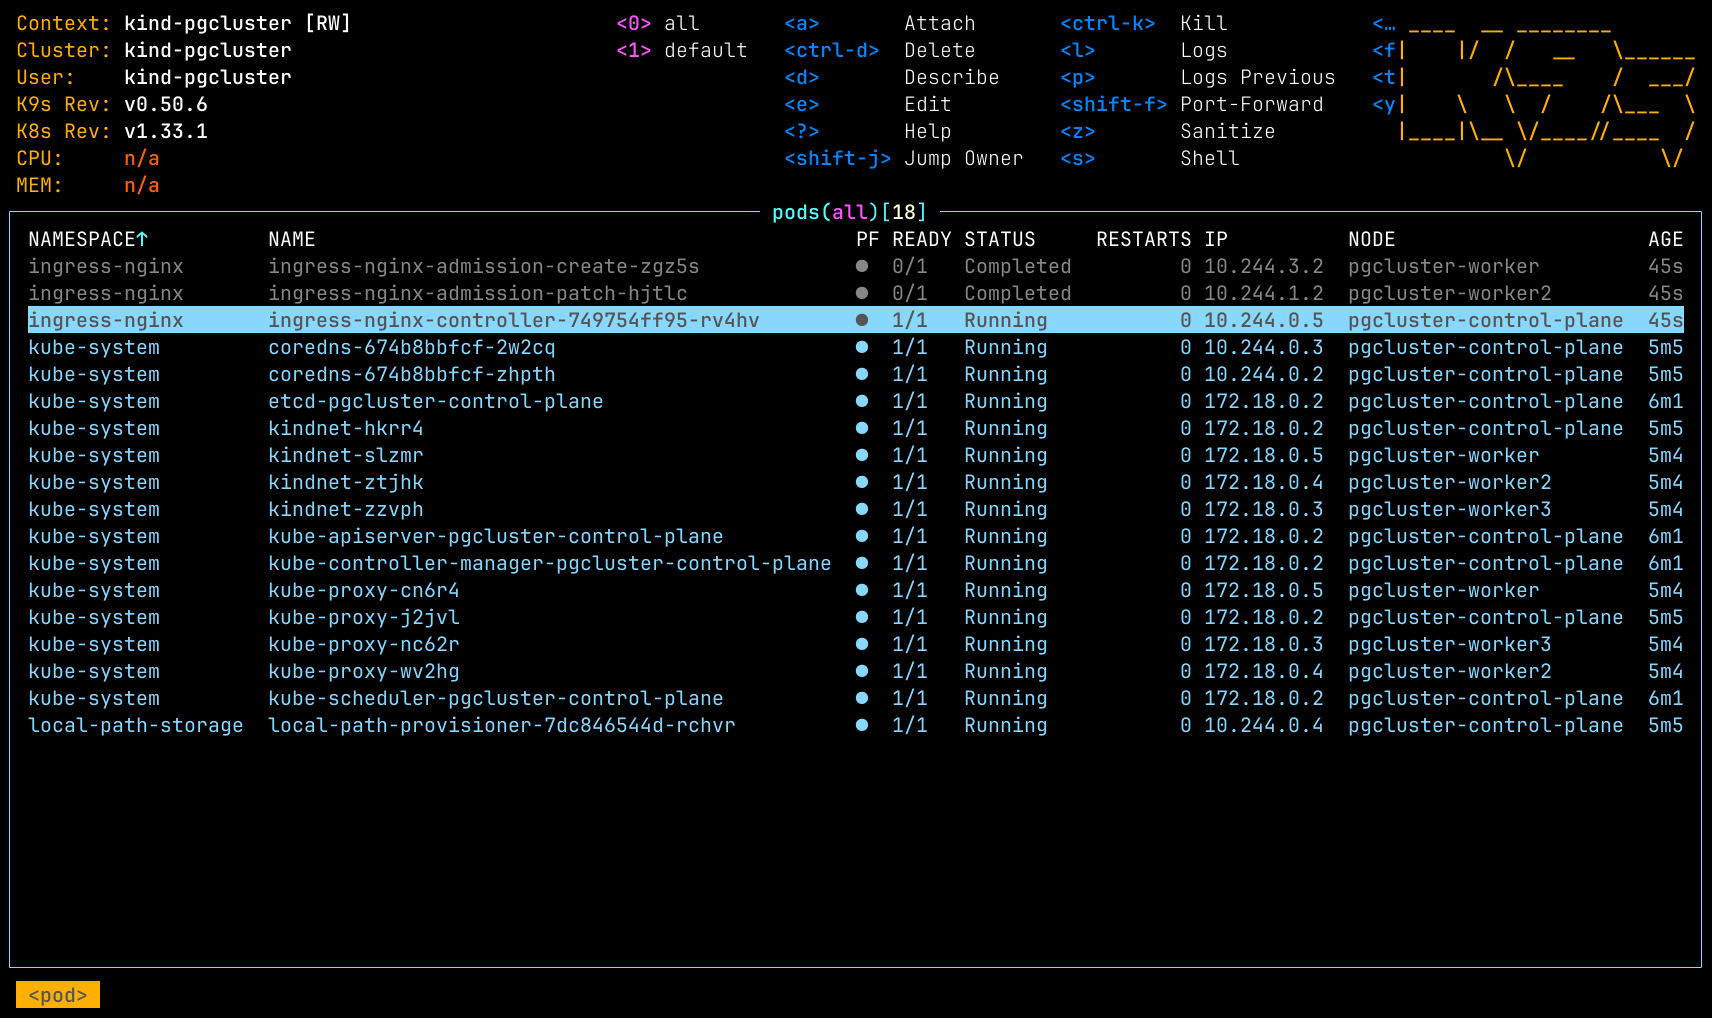 Context: kind-pgcluster [RW] <0> all <a> Attach <ctrl-k> Kill <…
Cluster: kind-pgcluster <1> default <ctrl-d> Delete <l> Logs <f
User: kind-pgcluster <d> Describe <p> Logs Previous <t
K9s Rev: v0.50.6 <e> Edit <shift-f> Port-Forward <y
K8s Rev: v1.33.1 <?> Help <z> Sanitize
CPU: n/a <shift-j> Jump Owner <s> Shell
MEM: n/a
pods(all)[18]
NAMESPACE↑ NAME PF READY STATUS RESTARTS IP NODE AGE
ingress-nginx ingress-nginx-admission-create-zgz5s ● 0/1 Completed 0 10.244.3.2 pgcluster-worker 45s
ingress-nginx ingress-nginx-admission-patch-hjtlc ● 0/1 Completed 0 10.244.1.2 pgcluster-worker2 45s
ingress-nginx ingress-nginx-controller-749754ff95-rv4hv ● 1/1 Running 0 10.244.0.5 pgcluster-control-plane 45s
kube-system coredns-674b8bbfcf-2w2cq ● 1/1 Running 0 10.244.0.3 pgcluster-control-plane 5m5
kube-system coredns-674b8bbfcf-zhpth ● 1/1 Running 0 10.244.0.2 pgcluster-control-plane 5m5
kube-system etcd-pgcluster-control-plane ● 1/1 Running 0 172.18.0.2 pgcluster-control-plane 6m1
kube-system kindnet-hkrr4 ● 1/1 Running 0 172.18.0.2 pgcluster-control-plane 5m5
kube-system kindnet-slzmr ● 1/1 Running 0 172.18.0.5 pgcluster-worker 5m4
kube-system kindnet-ztjhk ● 1/1 Running 0 172.18.0.4 pgcluster-worker2 5m4
kube-system kindnet-zzvph ● 1/1 Running 0 172.18.0.3 pgcluster-worker3 5m4
kube-system kube-apiserver-pgcluster-control-plane ● 1/1 Running 0 172.18.0.2 pgcluster-control-plane 6m1
kube-system kube-controller-manager-pgcluster-control-plane ● 1/1 Running 0 172.18.0.2 pgcluster-control-plane 6m1
kube-system kube-proxy-cn6r4 ● 1/1 Running 0 172.18.0.5 pgcluster-worker 5m4
kube-system kube-proxy-j2jvl ● 1/1 Running 0 172.18.0.2 pgcluster-control-plane 5m5
kube-system kube-proxy-nc62r ● 1/1 Running 0 172.18.0.3 pgcluster-worker3 5m4
kube-system kube-proxy-wv2hg ● 1/1 Running 0 172.18.0.4 pgcluster-worker2 5m4
kube-system kube-scheduler-pgcluster-control-plane ● 1/1 Running 0 172.18.0.2 pgcluster-control-plane 6m1
local-path-storage local-path-provisioner-7dc846544d-rchvr ● 1/1 Running 0 10.244.0.4 pgcluster-control-plane 5m5
<pod>